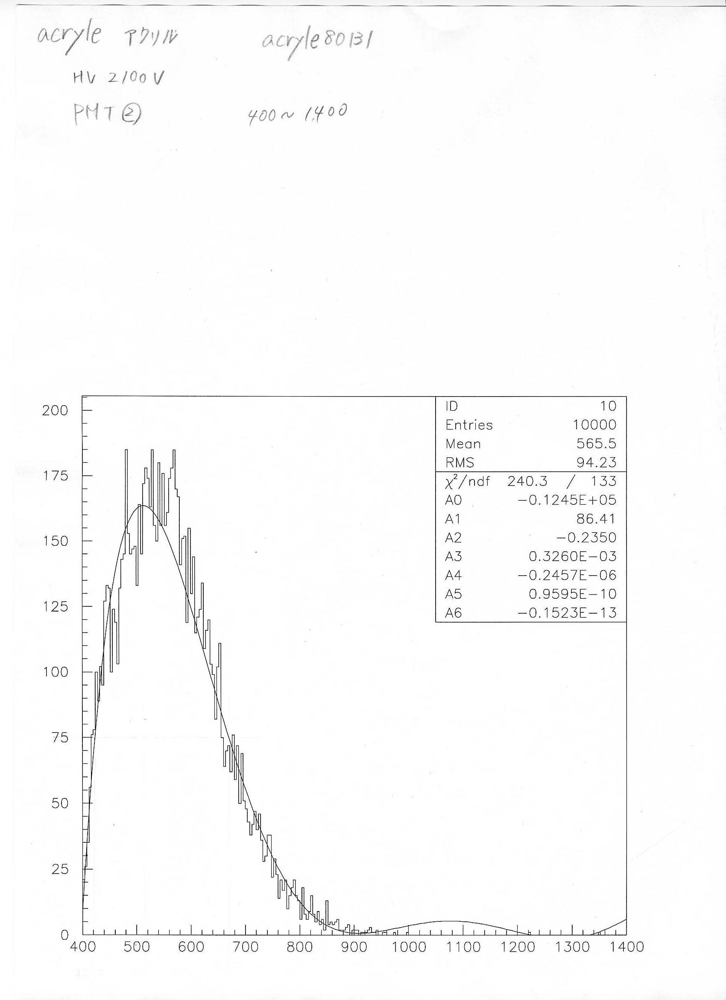 acryle アクリル acryle80131
HV 2100V
PMT② 400~1,400
ID 10
Entries 10000
Mean 565.5
RMS 94.23
χ²/ndf 240.3 / 133
A0 −0.1245E+05
A1 86.41
A2 −0.2350
A3 0.3260E−03
A4 −0.2457E−06
A5 0.9595E−10
A6 −0.1523E−13
200
175
150
125
100
75
50
25
0
400 500 600 700 800 900 1000 1100 1200 1300 1400